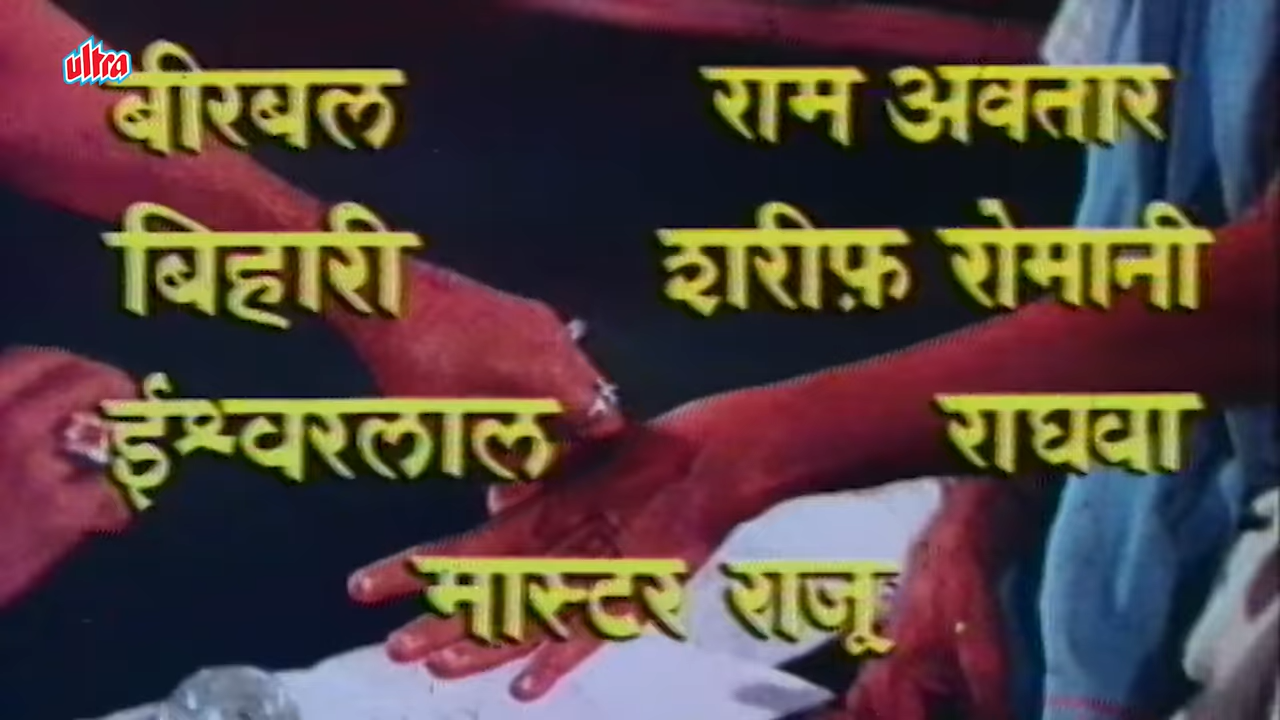 ultra
बीरबल राम अवतार
बिहारी शरीफ़ रोमानी
ईश्वरलाल राघवा
मास्टर राजू